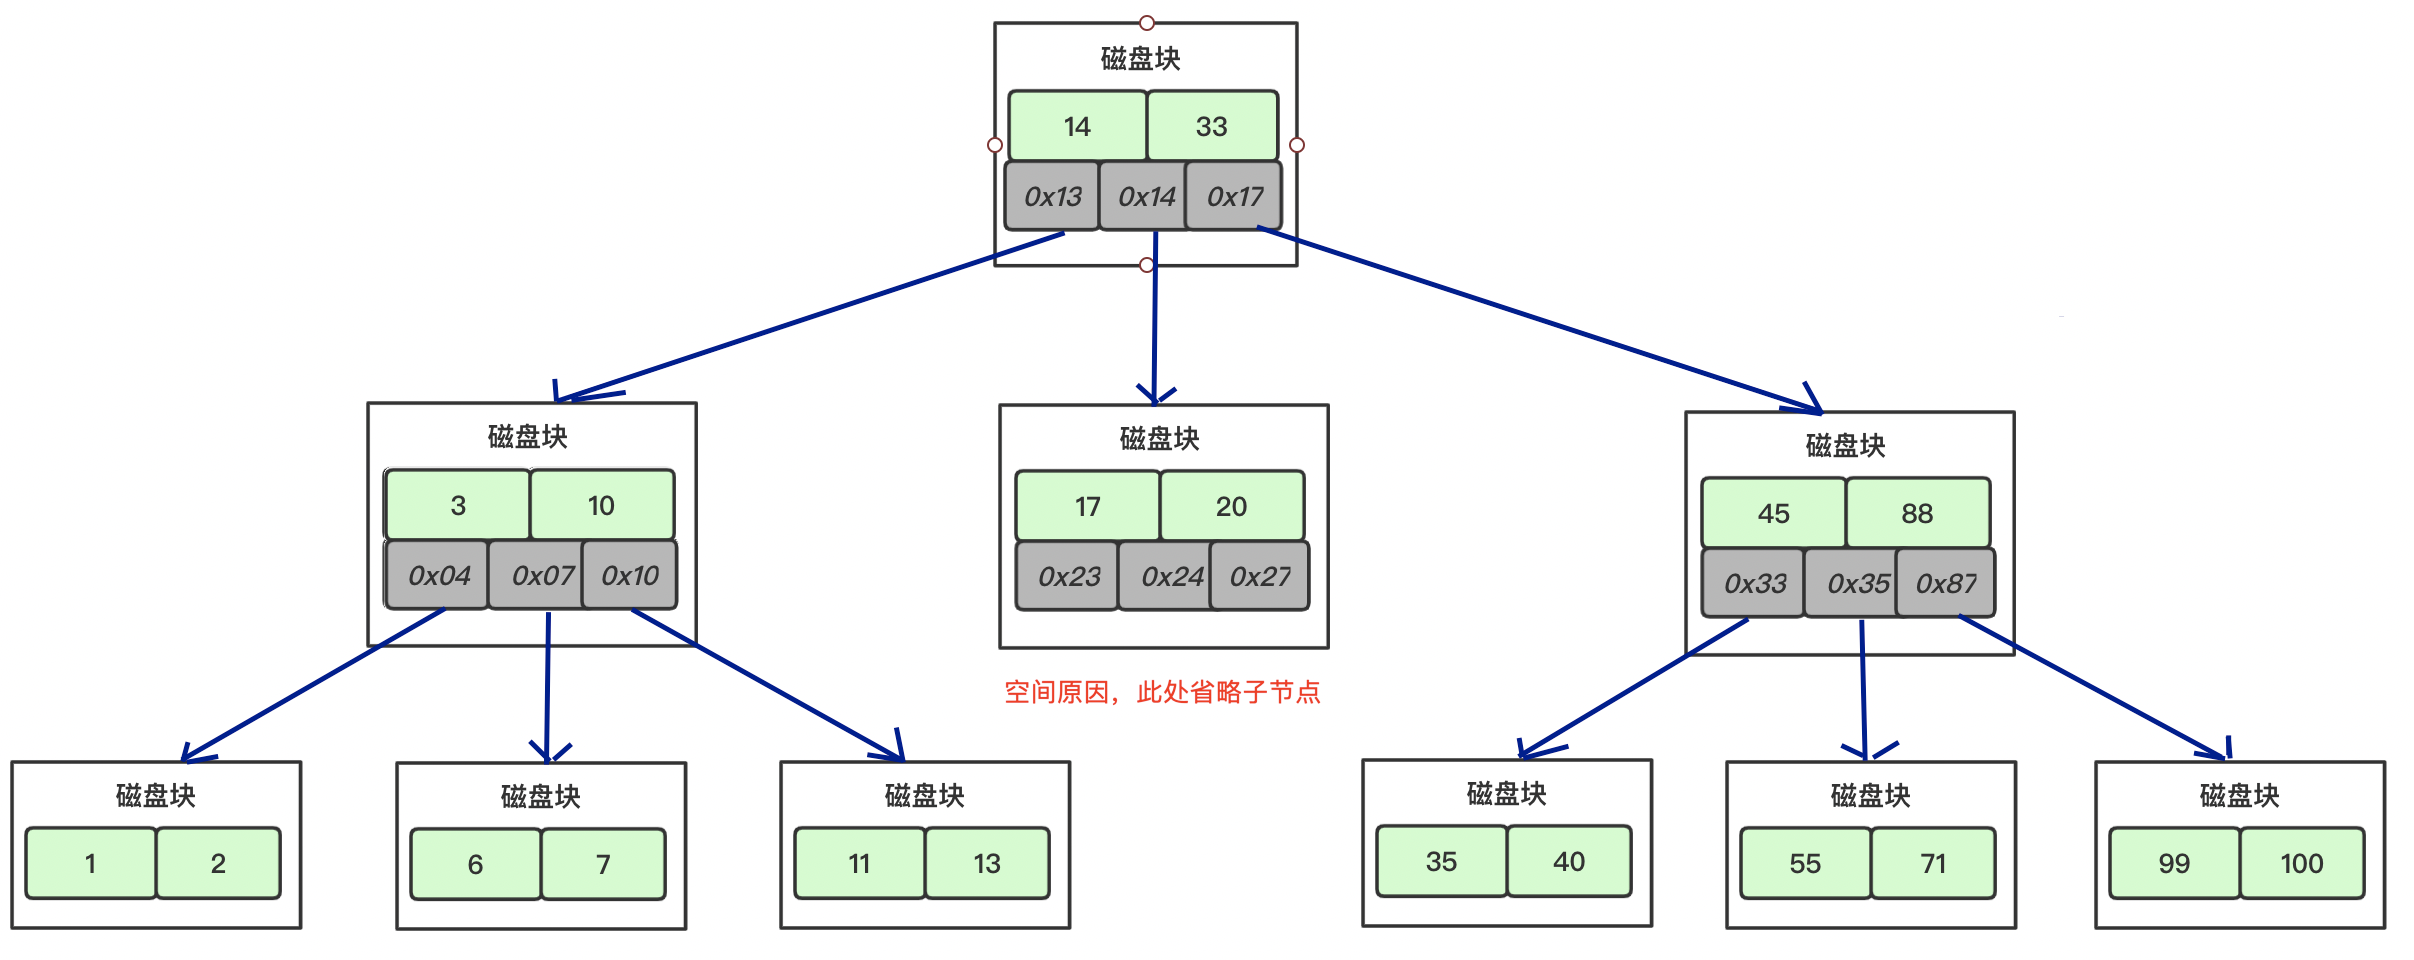 磁盘块
14 33
0x13 0x14 0x17
磁盘块
3 10
0x04 0x07 0x10
磁盘块
17 20
0x23 0x24 0x27
空间原因，此处省略子节点
磁盘块
45 88
0x33 0x35 0x87
磁盘块
1 2
磁盘块
6 7
磁盘块
11 13
磁盘块
35 40
磁盘块
55 71
磁盘块
99 100